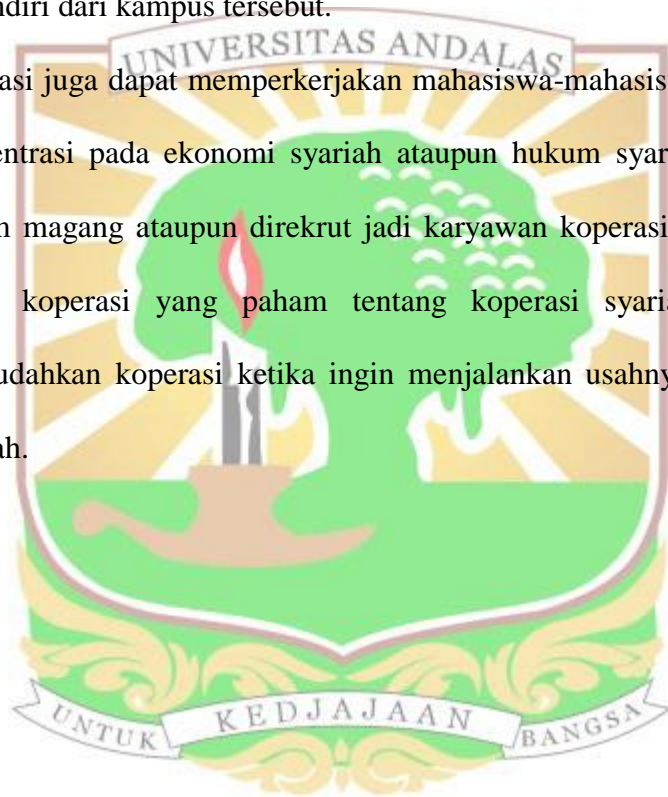 ndiri dari kampus tersebut.
UNIVERSITAS ANDALAS
asi juga dapat memperkerjakan mahasiswa-mahasis
entrasi pada ekonomi syariah ataupun hukum syar
n magang ataupun direkrut jadi karyawan koperasi
koperasi yang paham tentang koperasi syari
udahkan koperasi ketika ingin menjalankan usahny
ah.
UNTUK KEDJAJAAN BANGSA